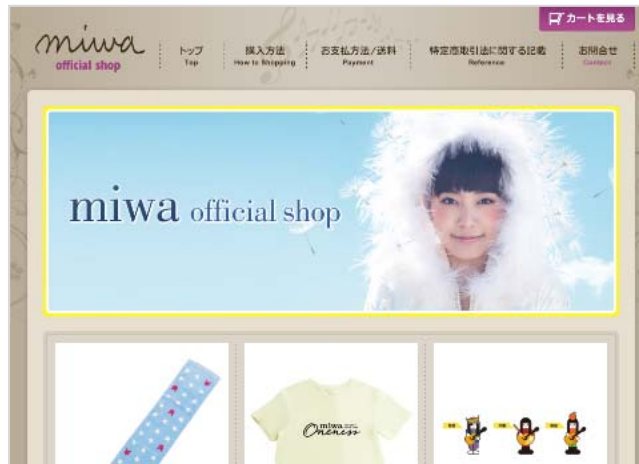 カートを見る
miwa
official shop
トップ
Top
購入方法
How to Shopping
お支払方法/送料
Payment
特定商取引法に関する記載
Reference
お問合せ
Contact
miwa official shop
miwa
Oneness